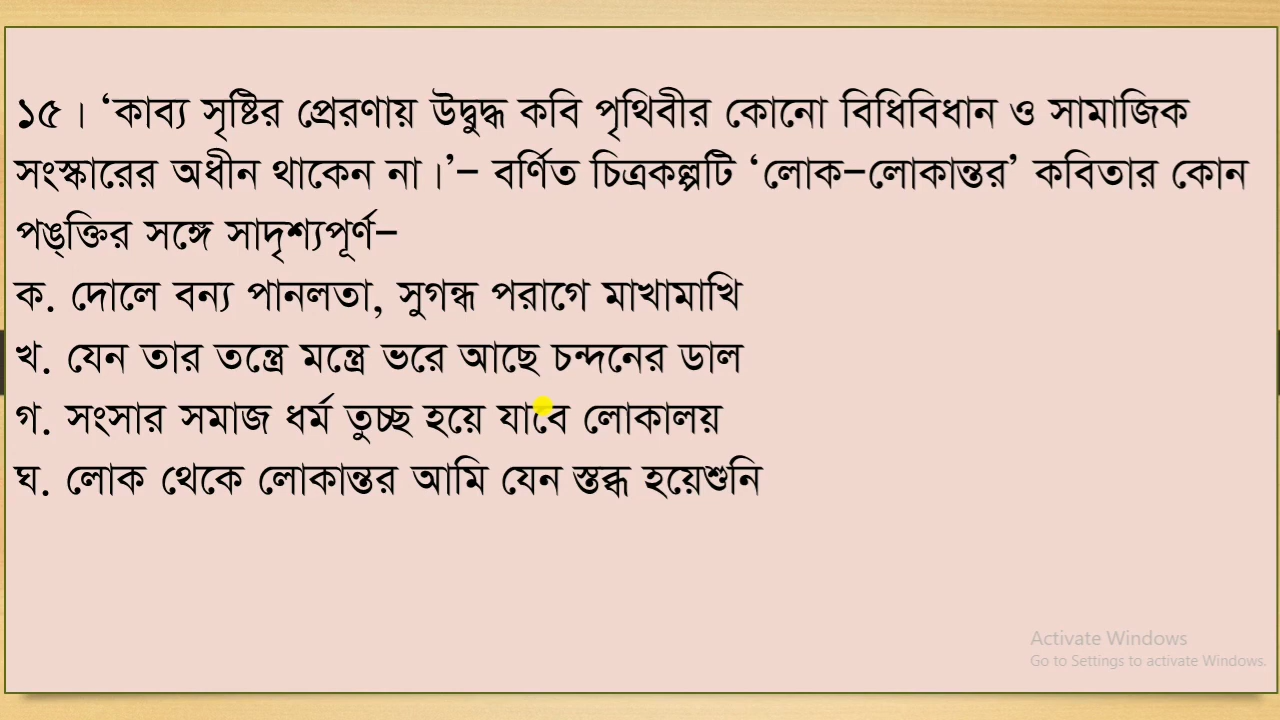 ১৫। ‘কাব্য সৃষ্টির প্রেরণায় উদ্বুদ্ধ কবি পৃথিবীর কোনো বিধিবিধান ও সামাজিক
সংস্কারের অধীন থাকেন না।’– বর্ণিত চিত্রকল্পটি ‘লোক–লোকান্তর’ কবিতার কোন
পঙ্‌ক্তির সঙ্গে সাদৃশ্যপূর্ণ–
ক. দোলে বন্য পানলতা, সুগন্ধ পরাগে মাখামাখি
খ. যেন তার তন্ত্রে মন্ত্রে ভরে আছে চন্দনের ডাল
গ. সংসার সমাজ ধর্ম তুচ্ছ হয়ে যাবে লোকালয়
ঘ. লোক থেকে লোকান্তর আমি যেন স্তব্ধ হয়েশুনি
Activate Windows
Go to Settings to activate Windows.